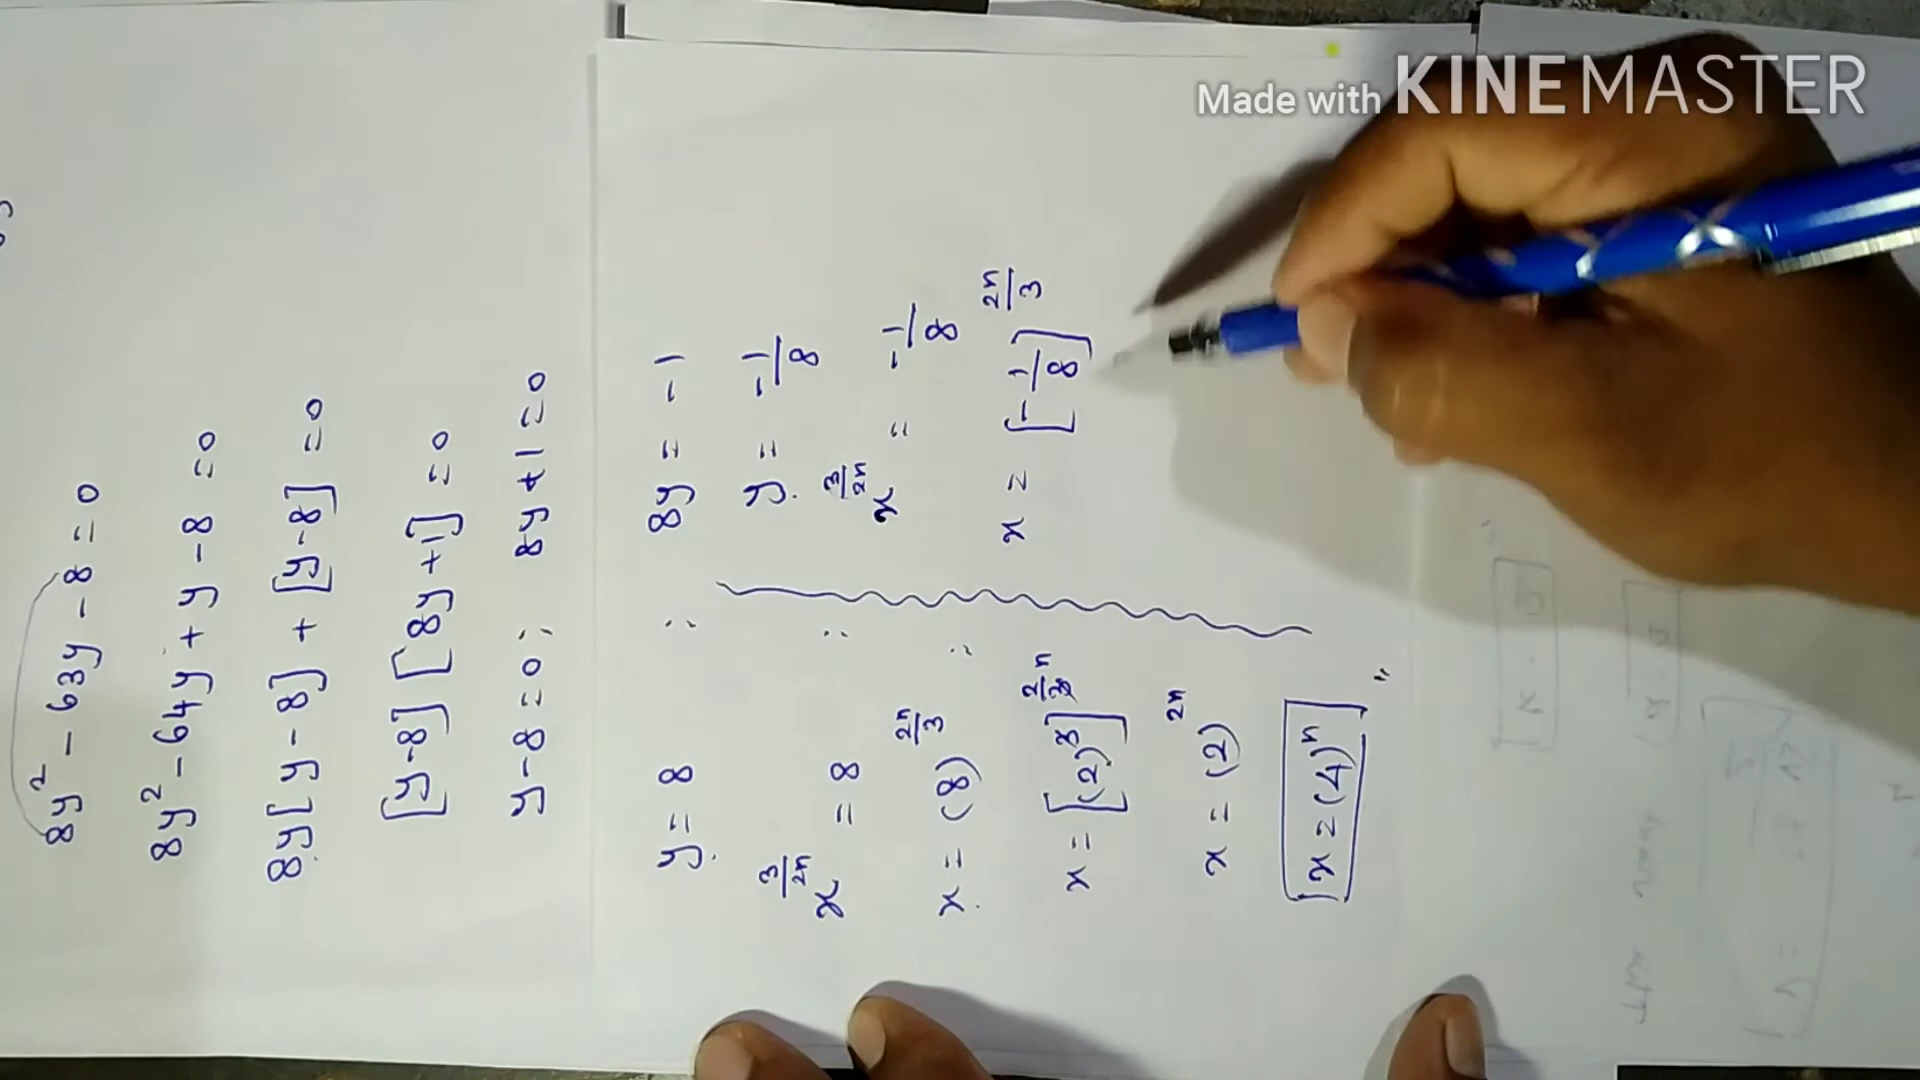 Made with KINEMASTER
8y² - 63y - 8 = 0
8y² - 64y + y - 8 = 0
8y[y - 8] + [y - 8] = 0
[y-8] [8y+1] = 0
y-8 = 0; 8y+1 = 0
y = 8 ; 8y = -1
x^(3/2n) = 8 ; y = -1/8
x = (8)^(2n/3) ; x^(3/2n) = -1/8
x = [(2)^3]^(2/3 n) x = [-1/8]^(2n/3)
x = (2)^2n
x = (4)^n "